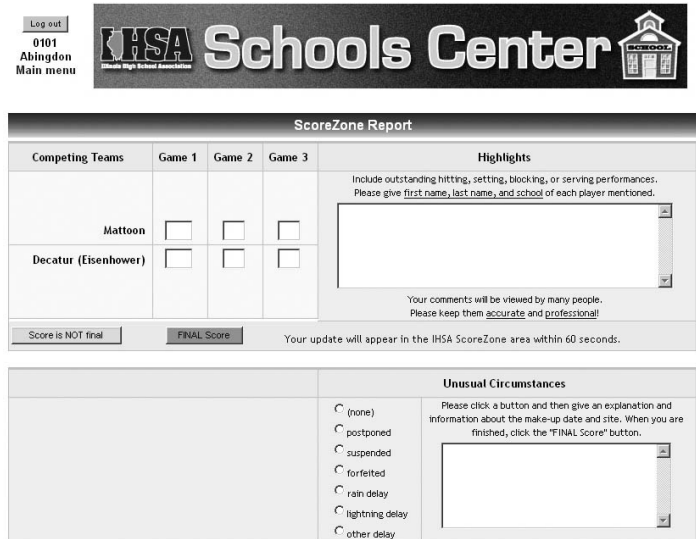 Log out
0101
Abingdon
Main menu
IHSA
Illinois High School Association
Schools Center
SCHOOL
ScoreZone Report
Competing Teams Game 1 Game 2 Game 3 Highlights
Include outstanding hitting, setting, blocking, or serving performances.
Please give first name, last name, and school of each player mentioned.
Mattoon
Decatur (Eisenhower)
Your comments will be viewed by many people.
Please keep them accurate and professional!
Score is NOT final FINAL Score Your update will appear in the IHSA ScoreZone area within 60 seconds.
Unusual Circumstances
(none)
postponed
suspended
forfeited
rain delay
lightning delay
other delay
Please click a button and then give an explanation and
information about the make-up date and site. When you are
finished, click the "FINAL Score" button.